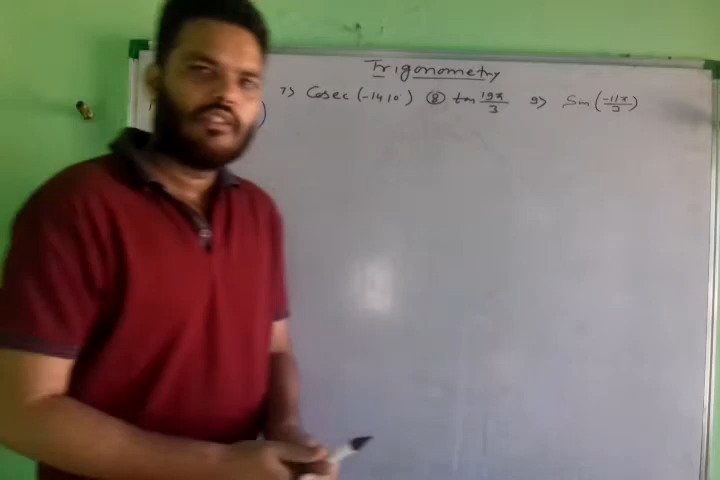 Trigonometry
7) Cosec (-1410°) ⑧ tan 19π/3 9) Sin (-11π/3)